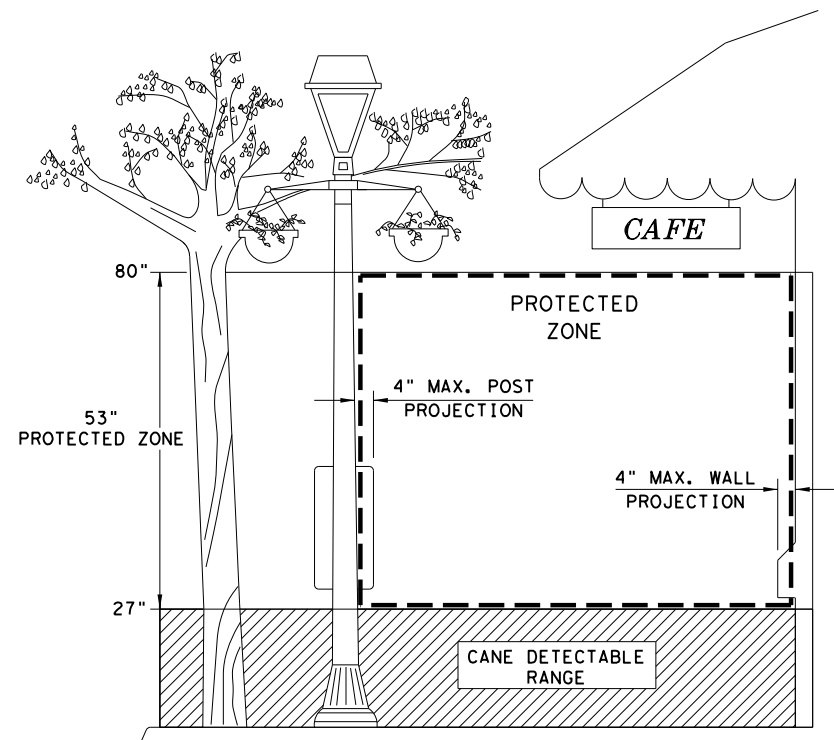 CAFE
80"
PROTECTED
ZONE
4" MAX. POST
PROJECTION
53"
PROTECTED ZONE
4" MAX. WALL
PROJECTION
27"
CANE DETECTABLE
RANGE